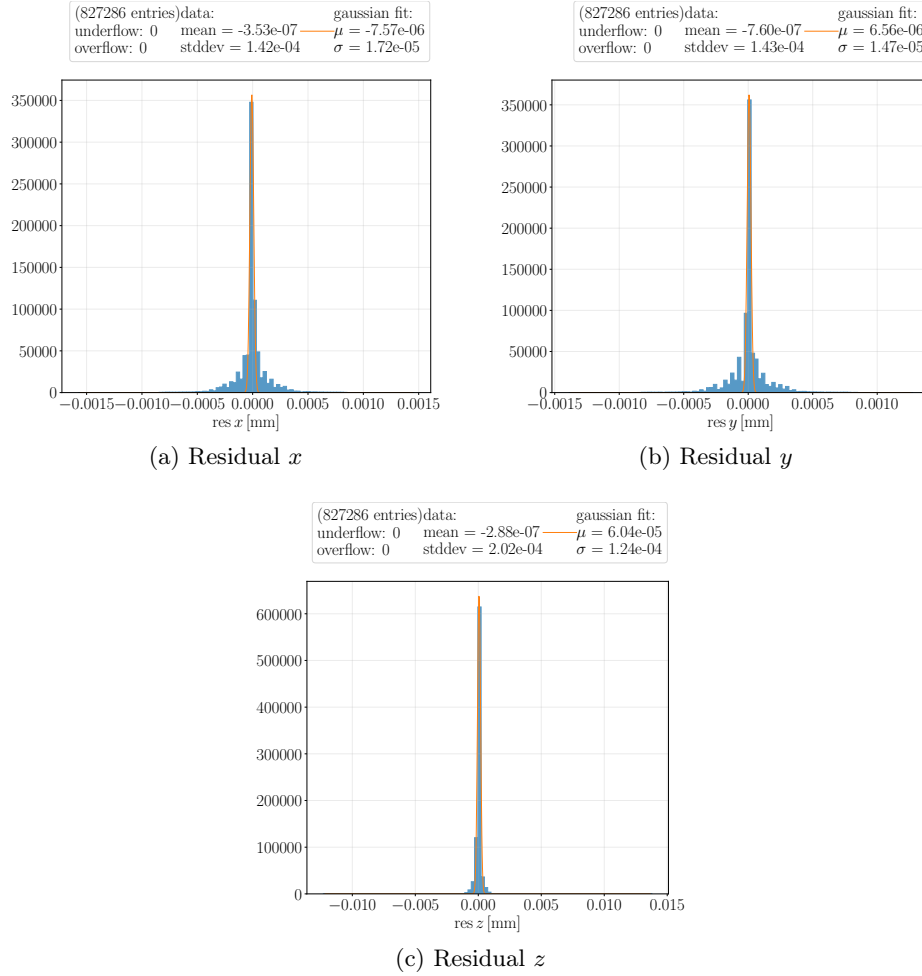 (827286 entries) data: gaussian fit:
underflow: 0 mean = -3.53e-07 μ = -7.57e-06
overflow: 0 stddev = 1.42e-04 σ = 1.72e-05
350000
300000
250000
200000
150000
100000
50000
0
−0.0015 −0.0010 −0.0005 0.0000 0.0005 0.0010 0.0015
res x [mm]
(a) Residual x
(827286 entries) data: gaussian fit:
underflow: 0 mean = -7.60e-07 μ = 6.56e-06
overflow: 0 stddev = 1.43e-04 σ = 1.47e-05
350000
300000
250000
200000
150000
100000
50000
0
−0.0015 −0.0010 −0.0005 0.0000 0.0005 0.0010
res y [mm]
(b) Residual y
(827286 entries) data: gaussian fit:
underflow: 0 mean = -2.88e-07 μ = 6.04e-05
overflow: 0 stddev = 2.02e-04 σ = 1.24e-04
600000
500000
400000
300000
200000
100000
0
−0.010 −0.005 0.000 0.005 0.010 0.015
res z [mm]
(c) Residual z